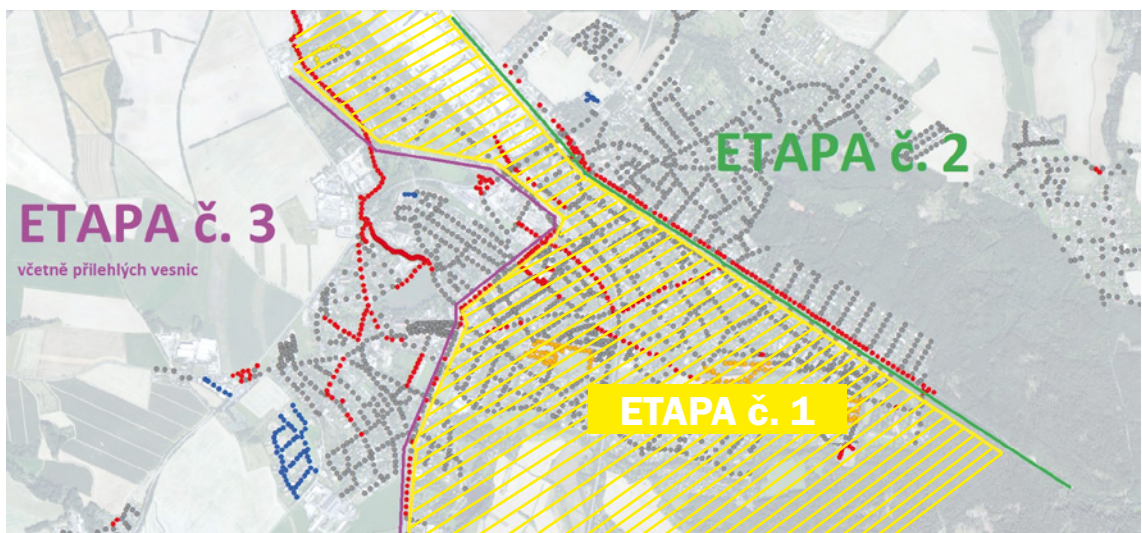 ETAPA č. 2
ETAPA č. 3
včetně přilehlých vesnic
ETAPA č. 1